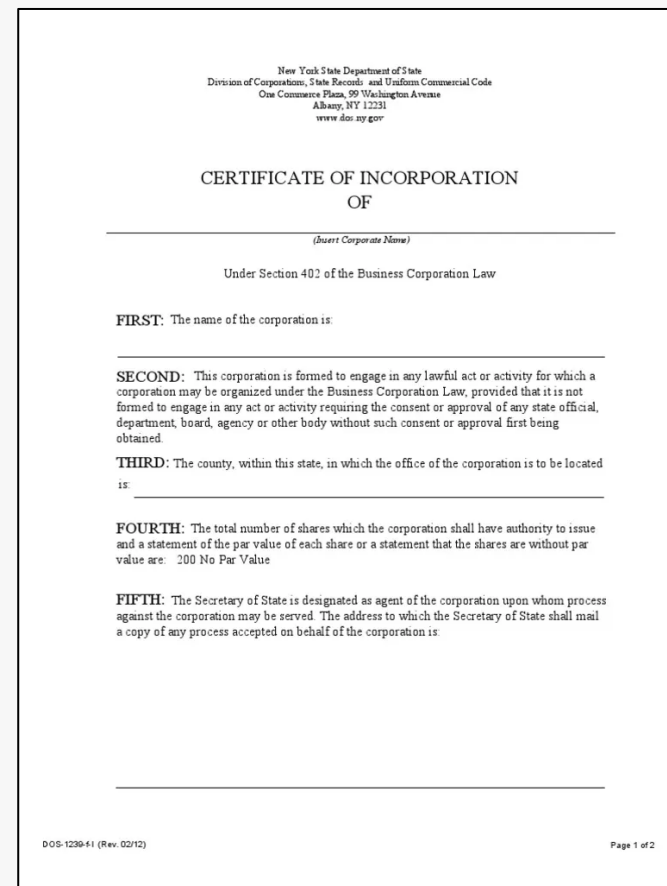 New York State Department of State
Division of Corporations, State Records and Uniform Commercial Code
One Commerce Plaza, 99 Washington Avenue
Albany, NY 12231
www.dos.ny.gov
CERTIFICATE OF INCORPORATION
OF
(Insert Corporate Name)
Under Section 402 of the Business Corporation Law
FIRST: The name of the corporation is:
SECOND: This corporation is formed to engage in any lawful act or activity for which a
corporation may be organized under the Business Corporation Law, provided that it is not
formed to engage in any act or activity requiring the consent or approval of any state official,
department, board, agency or other body without such consent or approval first being
obtained.
THIRD: The county, within this state, in which the office of the corporation is to be located
is:
FOURTH: The total number of shares which the corporation shall have authority to issue
and a statement of the par value of each share or a statement that the shares are without par
value are: 200 No Par Value
FIFTH: The Secretary of State is designated as agent of the corporation upon whom process
against the corporation may be served. The address to which the Secretary of State shall mail
a copy of any process accepted on behalf of the corporation is:
DOS-1239-f-l (Rev. 02/12)
Page 1 of 2